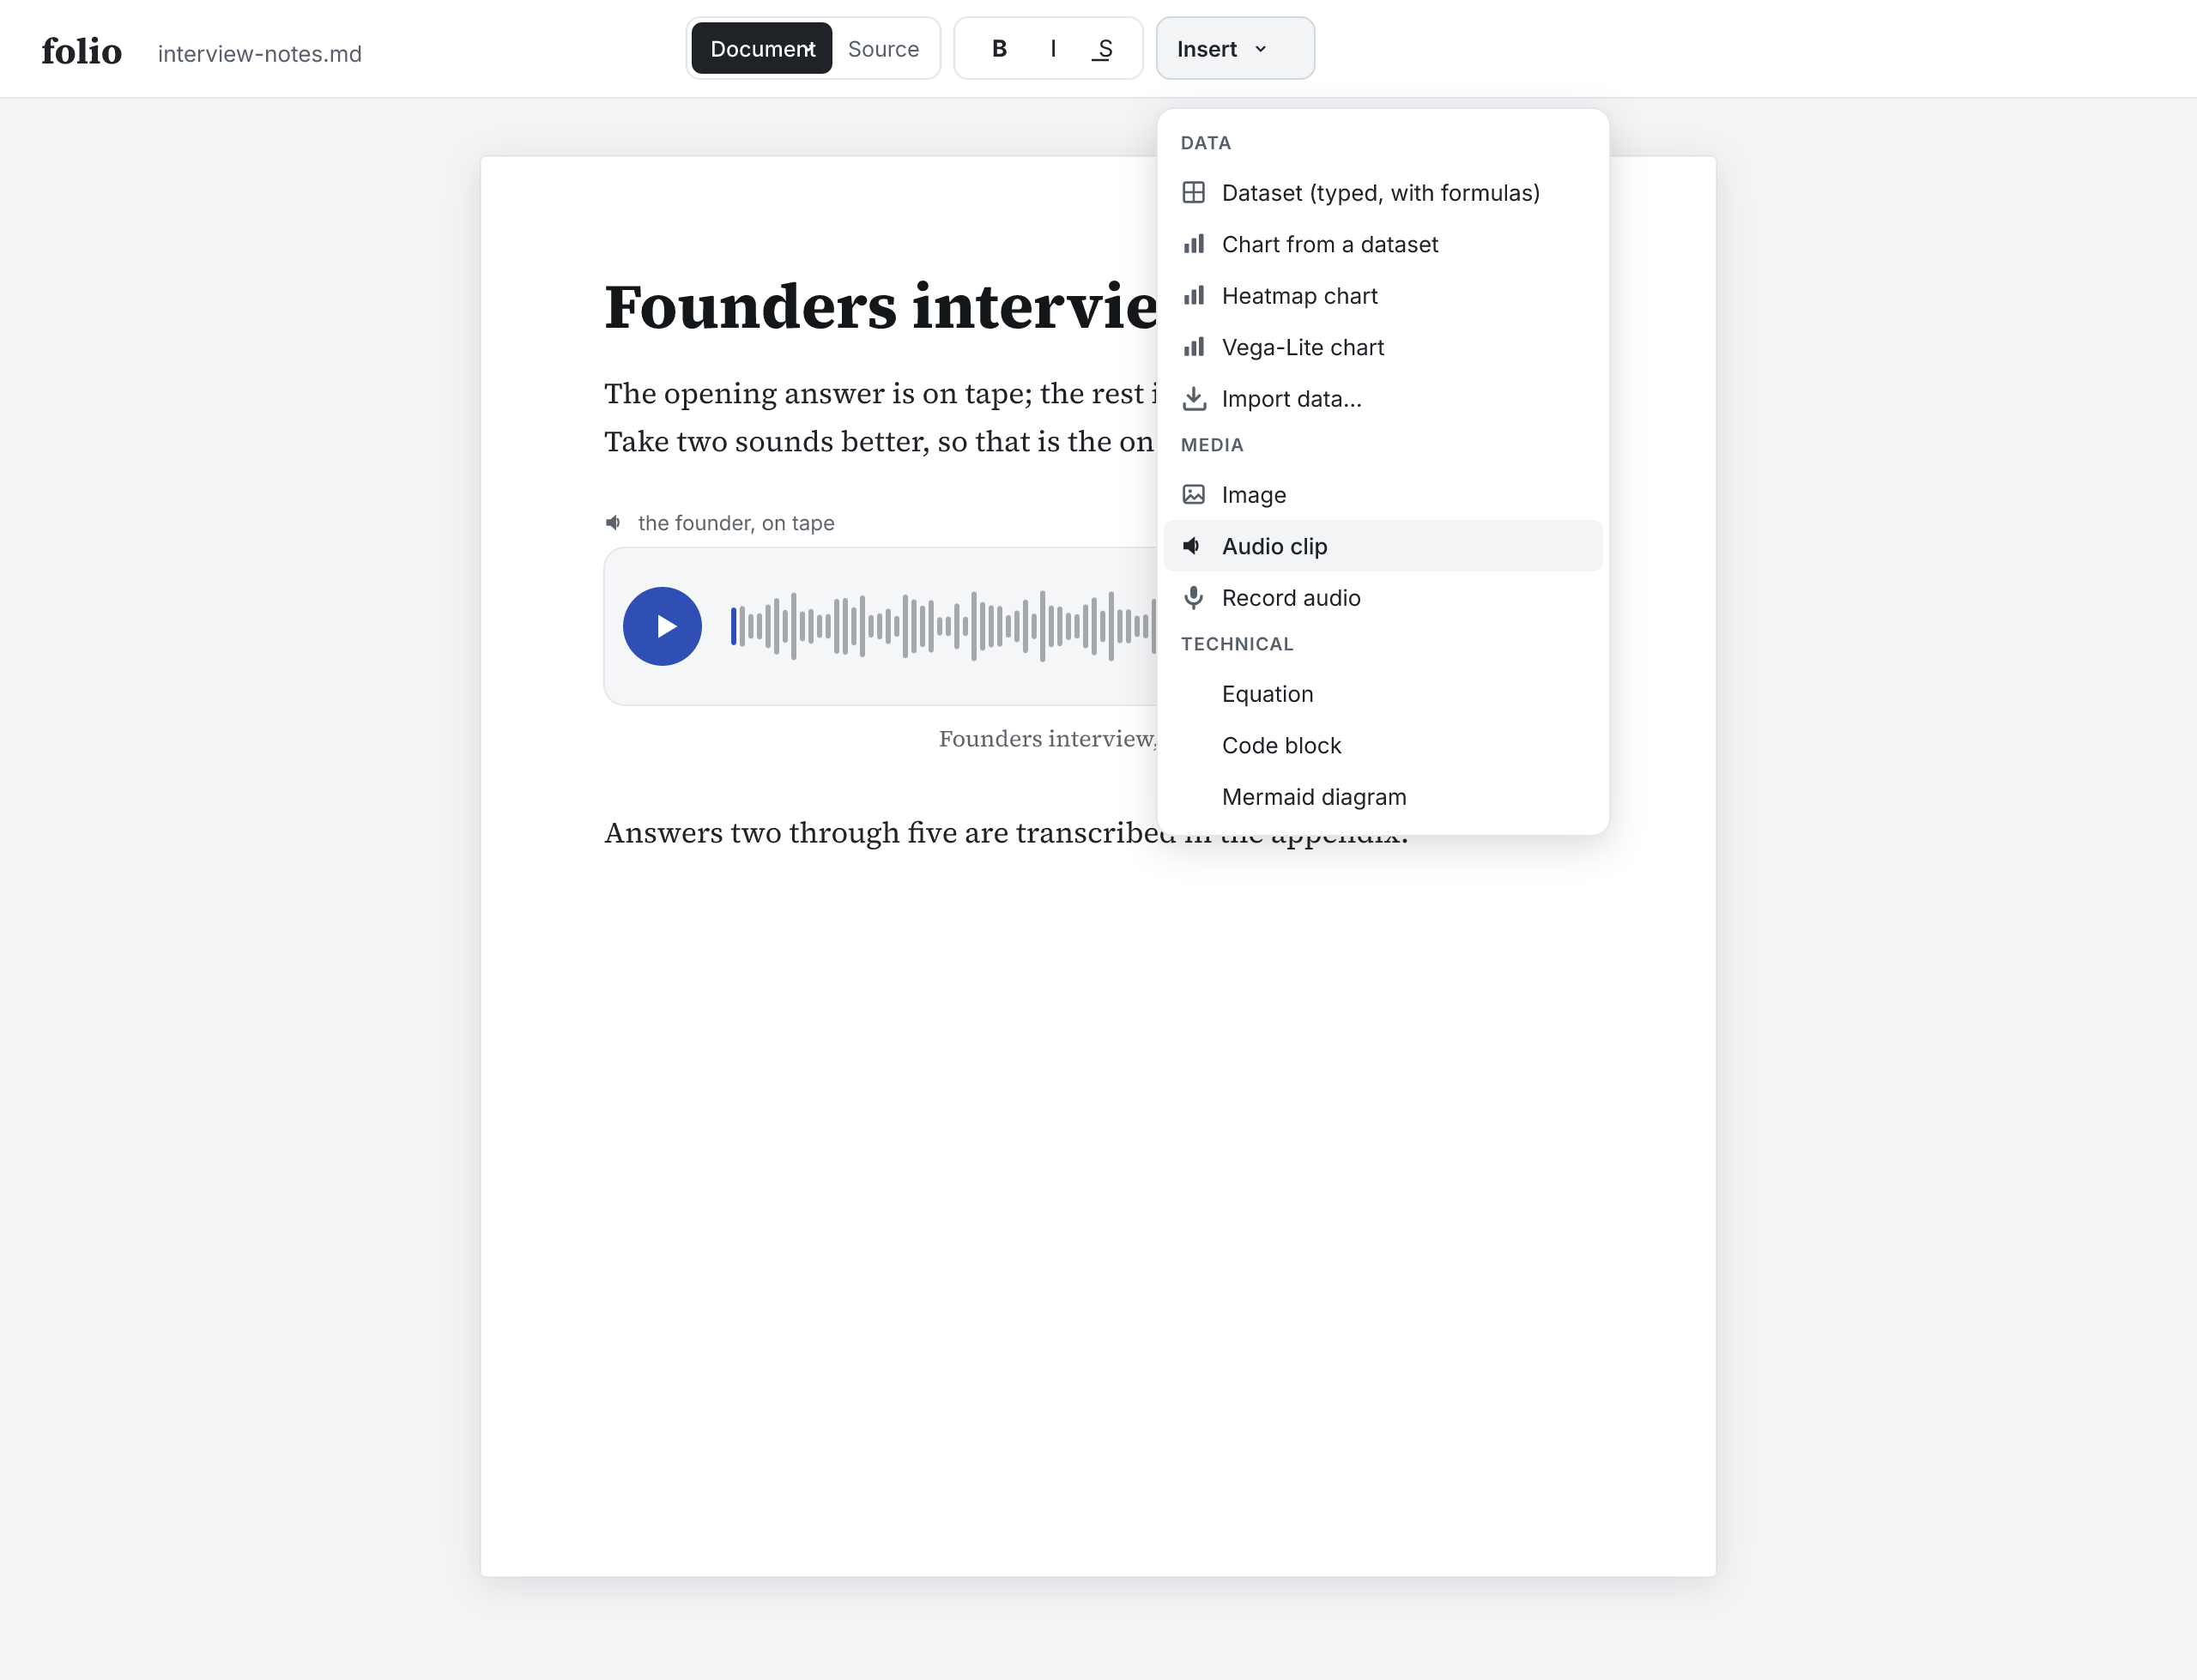 folio
interview-notes.md
Document
Source
B
I
S
Insert
DATA
Dataset (typed, with formulas)
Chart from a dataset
Heatmap chart
Vega-Lite chart
Import data...
MEDIA
Image
Audio clip
Record audio
TECHNICAL
Equation
Code block
Mermaid diagram
Founders
The opening answer is on tape; the rest
Take two sounds better, so that is the
the founder, on tape
Founders interview,
Answers two through five are transcribed in the appendix.